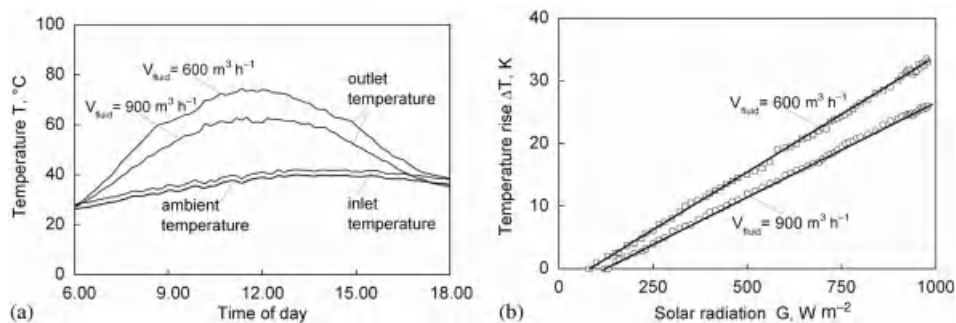 100
80
60
40
20
0
Temperature T, °C
V_fluid = 600 m³ h⁻¹
V_fluid = 900 m³ h⁻¹
outlet
temperature
ambient
temperature
inlet
temperature
6.00 9.00 12.00 15.00 18.00
(a) Time of day
40
30
20
10
0
Temperature rise ΔT, K
V_fluid = 600 m³ h⁻¹
V_fluid = 900 m³ h⁻¹
0 250 500 750 1000
(b) Solar radiation G, W m⁻²